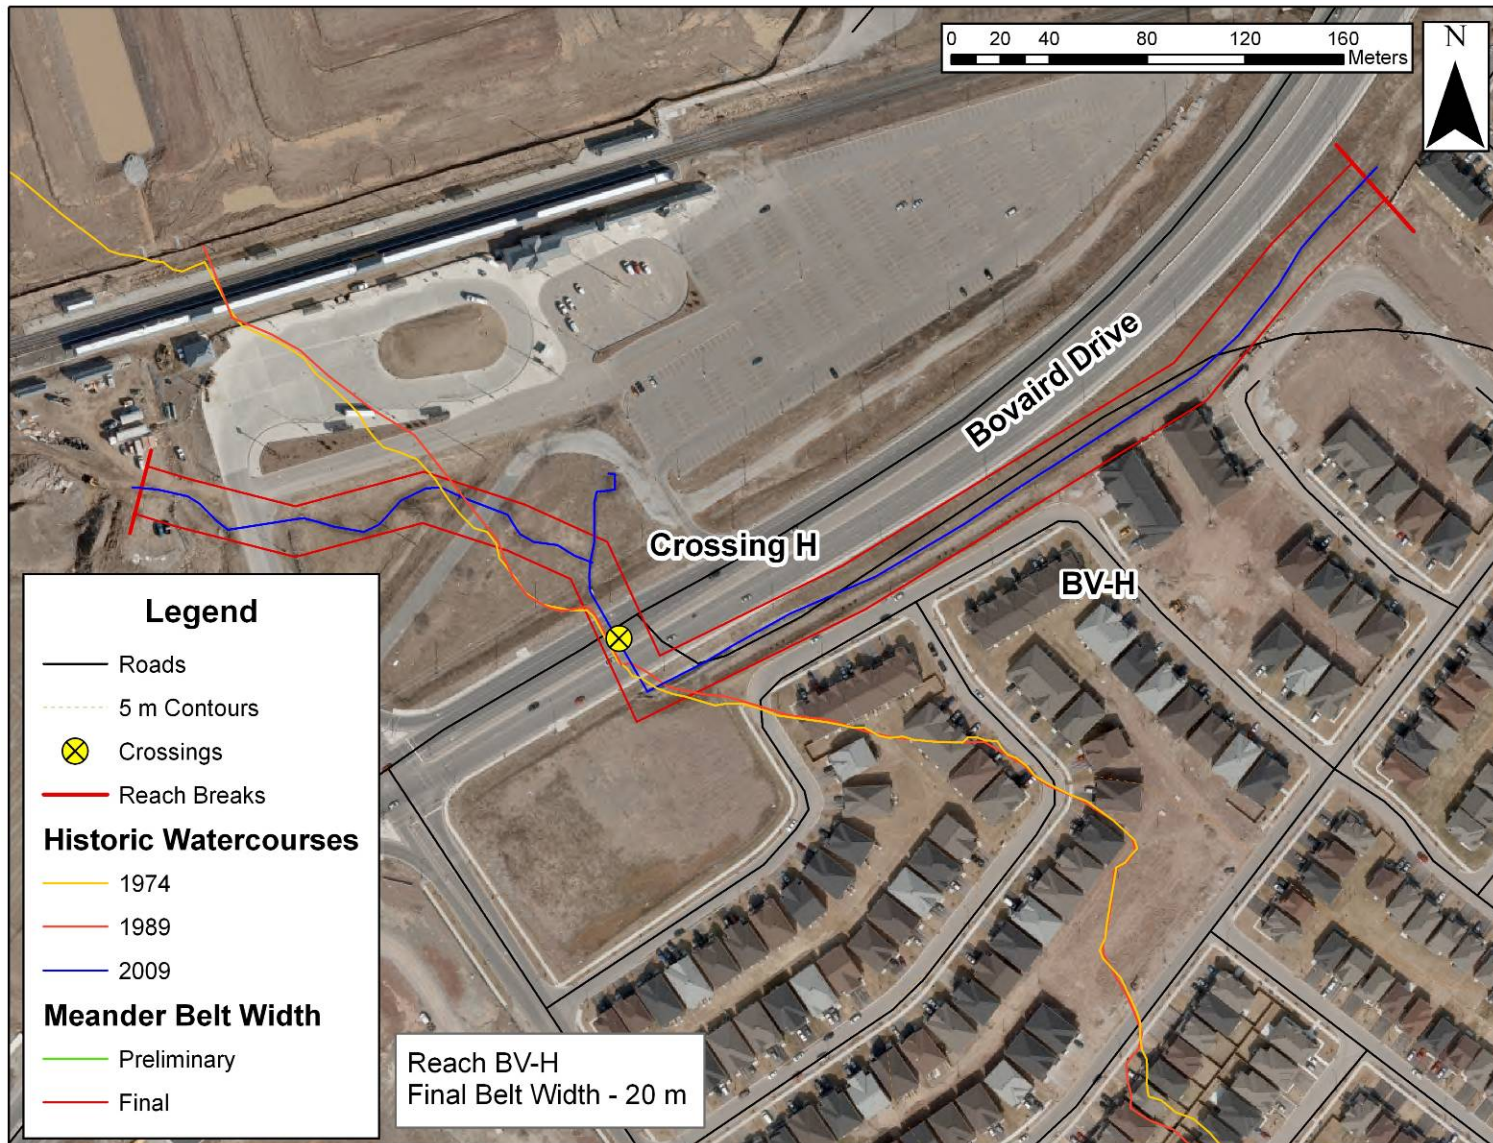 0 20 40 80 120 160
Meters
N
Bovaird Drive
Crossing H
BV-H
Legend
Roads
5 m Contours
Crossings
Reach Breaks
Historic Watercourses
1974
1989
2009
Meander Belt Width
Preliminary
Final
Reach BV-H
Final Belt Width - 20 m